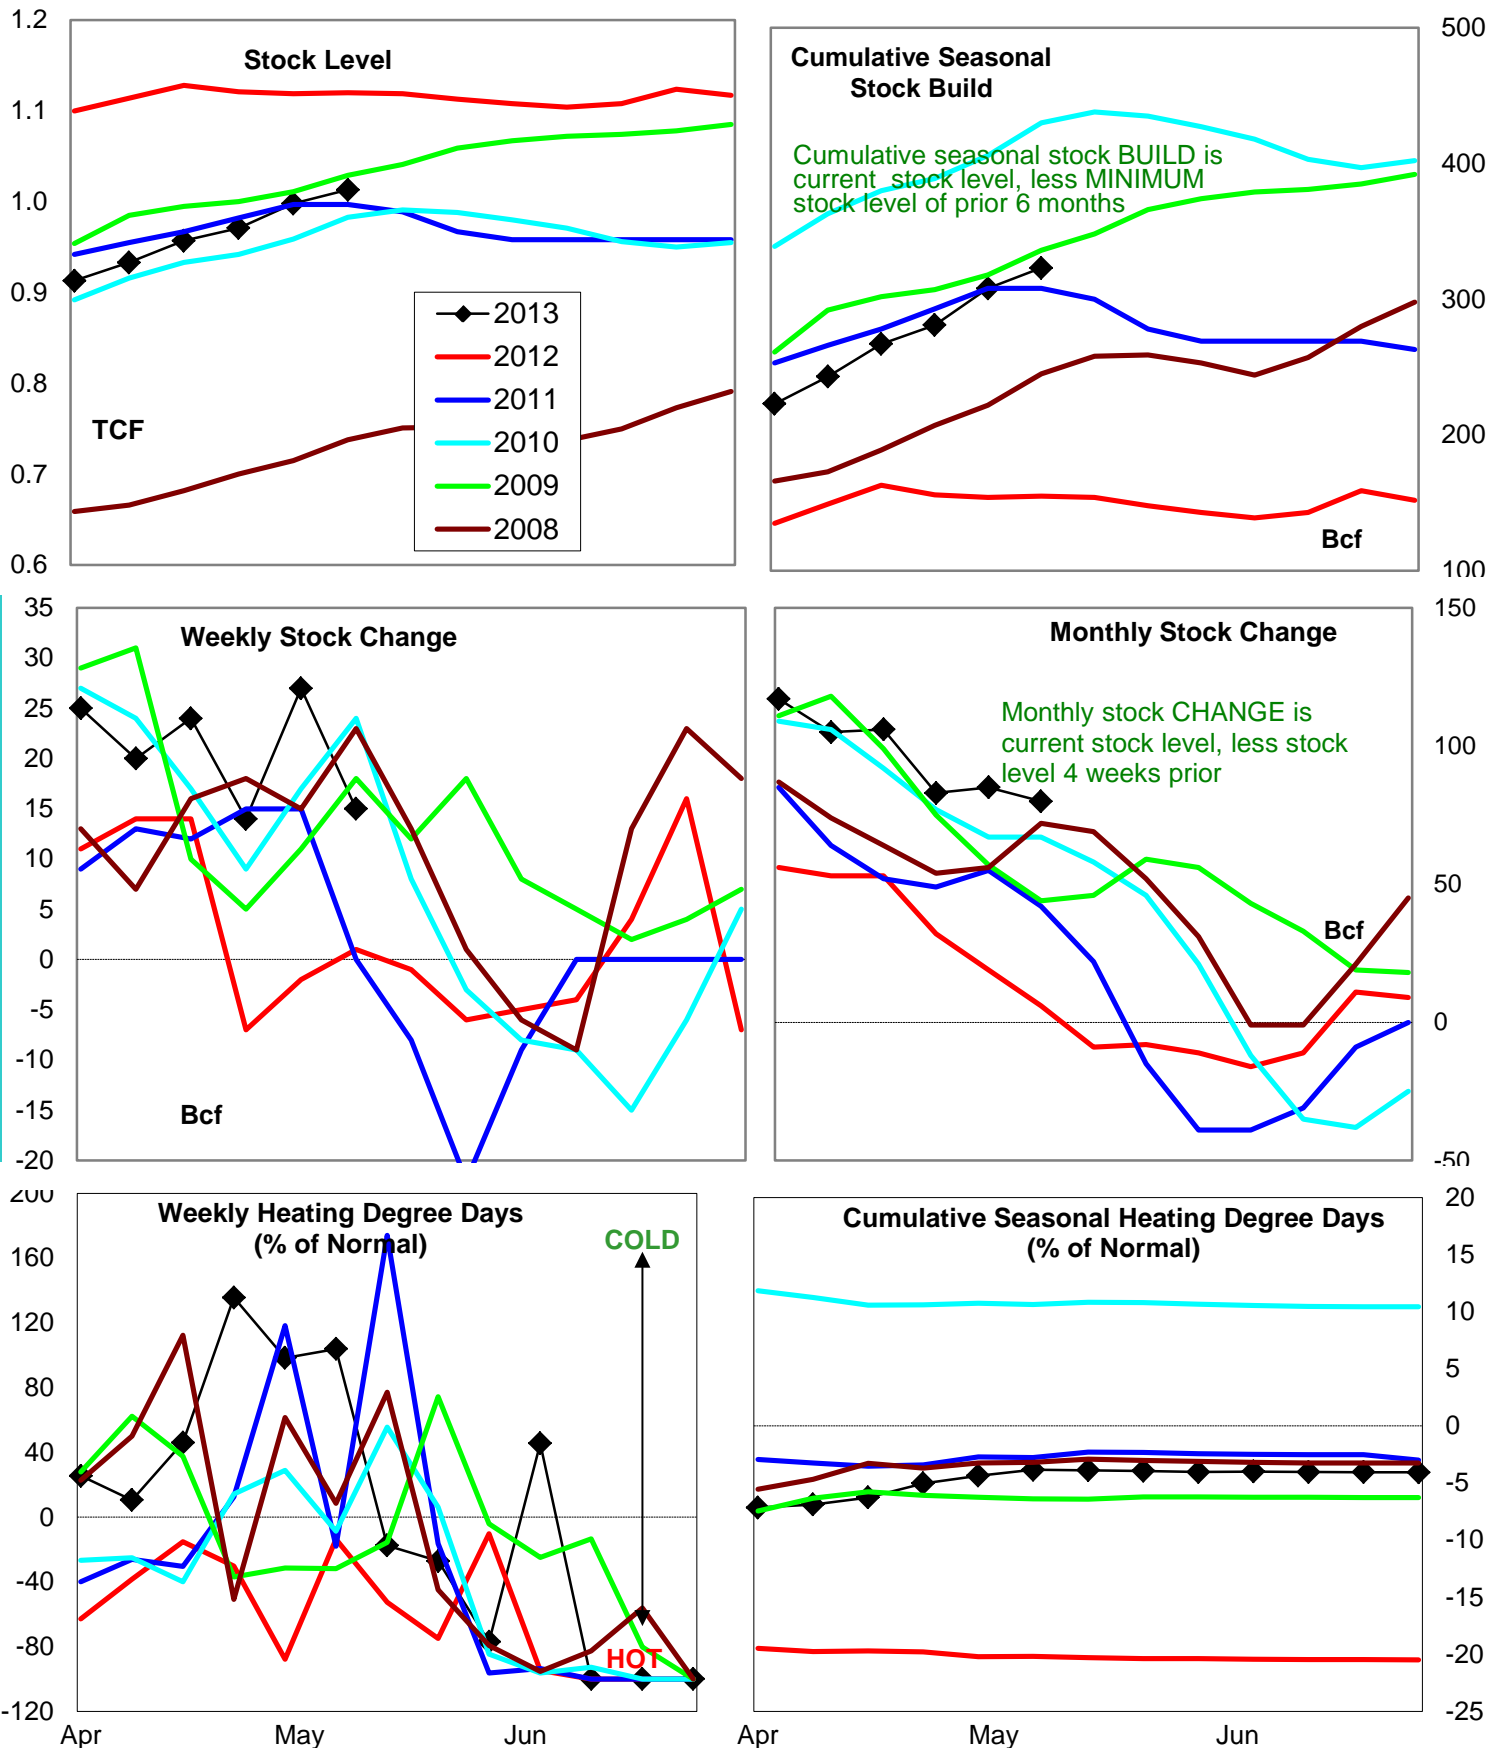 1.2
1.1
1.0
0.9
0.8
0.7
0.6
Stock Level
TCF
2013
2012
2011
2010
2009
2008
Cumulative Seasonal
Stock Build
Cumulative seasonal stock BUILD is
current stock level, less MINIMUM
stock level of prior 6 months
Bcf
500
400
300
200
100
35
30
25
20
15
10
5
0
-5
-10
-15
-20
Weekly Stock Change
Bcf
Monthly Stock Change
Monthly stock CHANGE is
current stock level, less stock
level 4 weeks prior
Bcf
150
100
50
0
-50
200
160
120
80
40
0
-40
-80
-120
Weekly Heating Degree Days
(% of Normal)
COLD
HOT
Apr
May
Jun
Cumulative Seasonal Heating Degree Days
(% of Normal)
20
15
10
5
0
-5
-10
-15
-20
-25
Apr
May
Jun